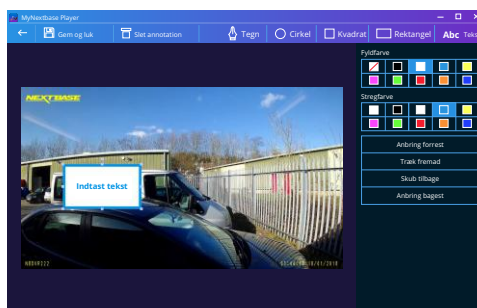 MyNextbase Player
Gem og luk
Slet annotation
Tegn
Cirkel
Kvadrat
Rektangel
Abc Teks
Fyldfarve
Stregfarve
Anbring forrest
Træk fremad
Skub tilbage
Anbring bagest
NEXTBASE
Indtast tekst